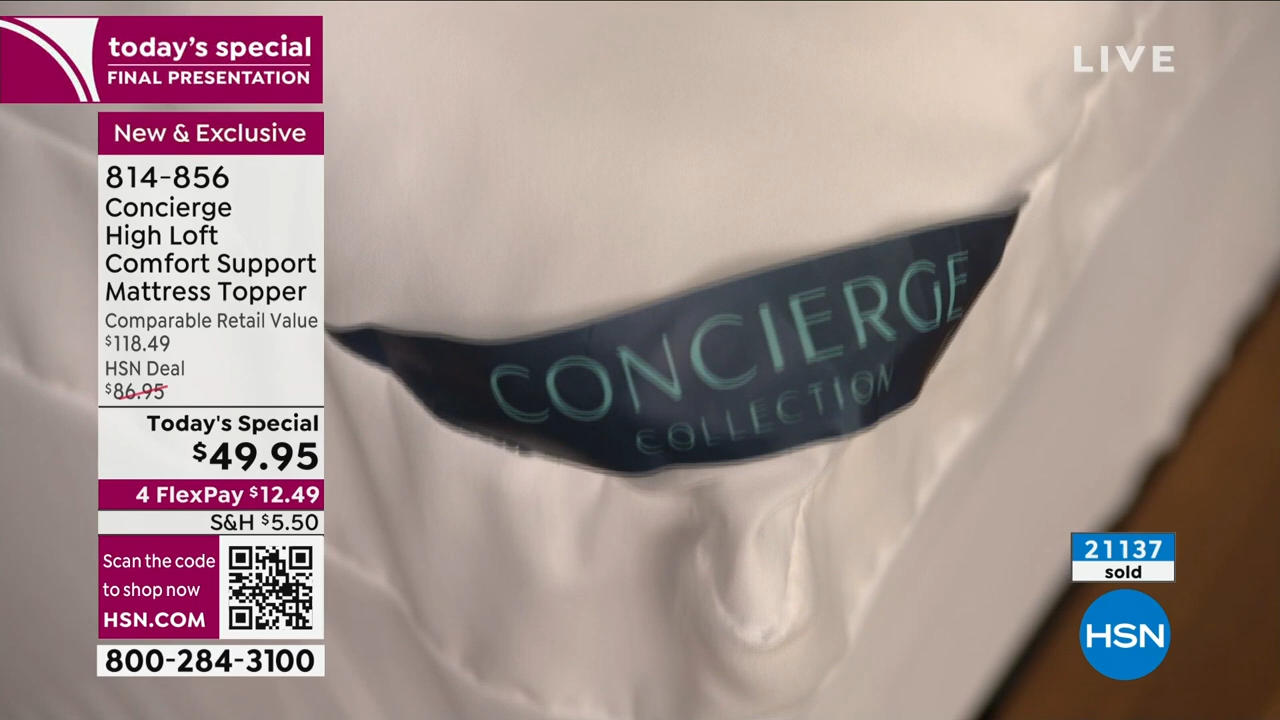 today's special
FINAL PRESENTATION
LIVE
New & Exclusive
814-856
Concierge
High Loft
Comfort Support
Mattress Topper
Comparable Retail Value
$118.49
HSN Deal
$86.95
Today's Special
$49.95
4 FlexPay $12.49
S&H $5.50
Scan the code
to shop now
HSN.COM
800-284-3100
CONCIERGE
COLLECTION
21137
sold
HSN